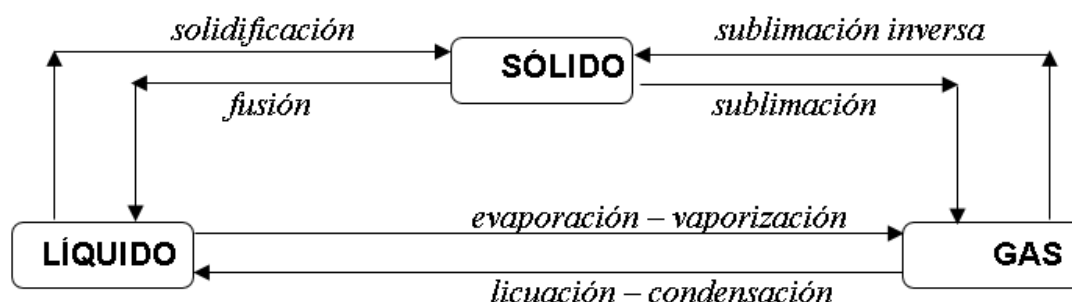 solidificación
sublimación inversa
SÓLIDO
fusión
sublimación
evaporación – vaporización
LÍQUIDO
GAS
licuación – condensación